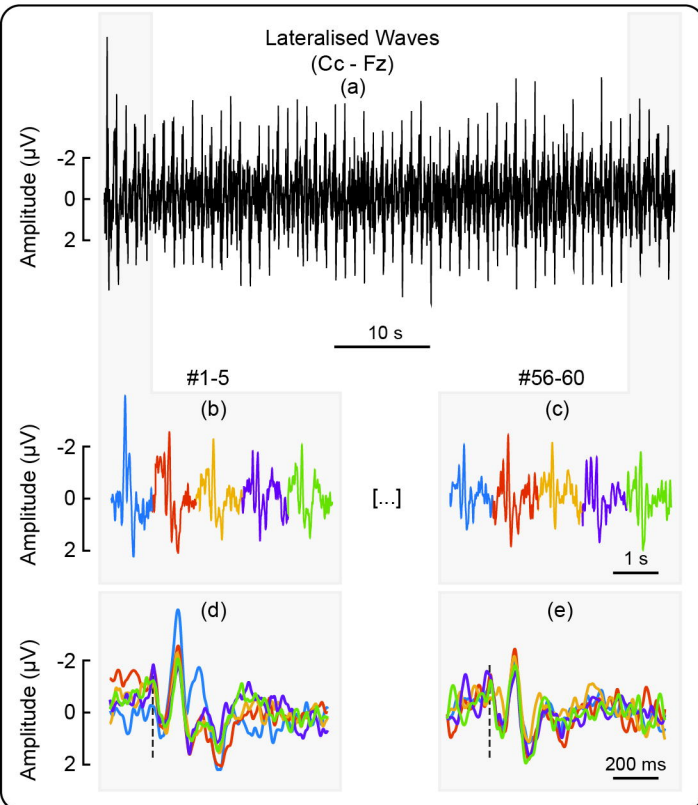 Lateralised Waves
(Cc - Fz)
(a)
Amplitude (µV)
-2
0
2
10 s
#1-5
#56-60
(b)
(c)
Amplitude (µV)
-2
0
2
[...]
1 s
(d)
(e)
Amplitude (µV)
-2
0
2
200 ms